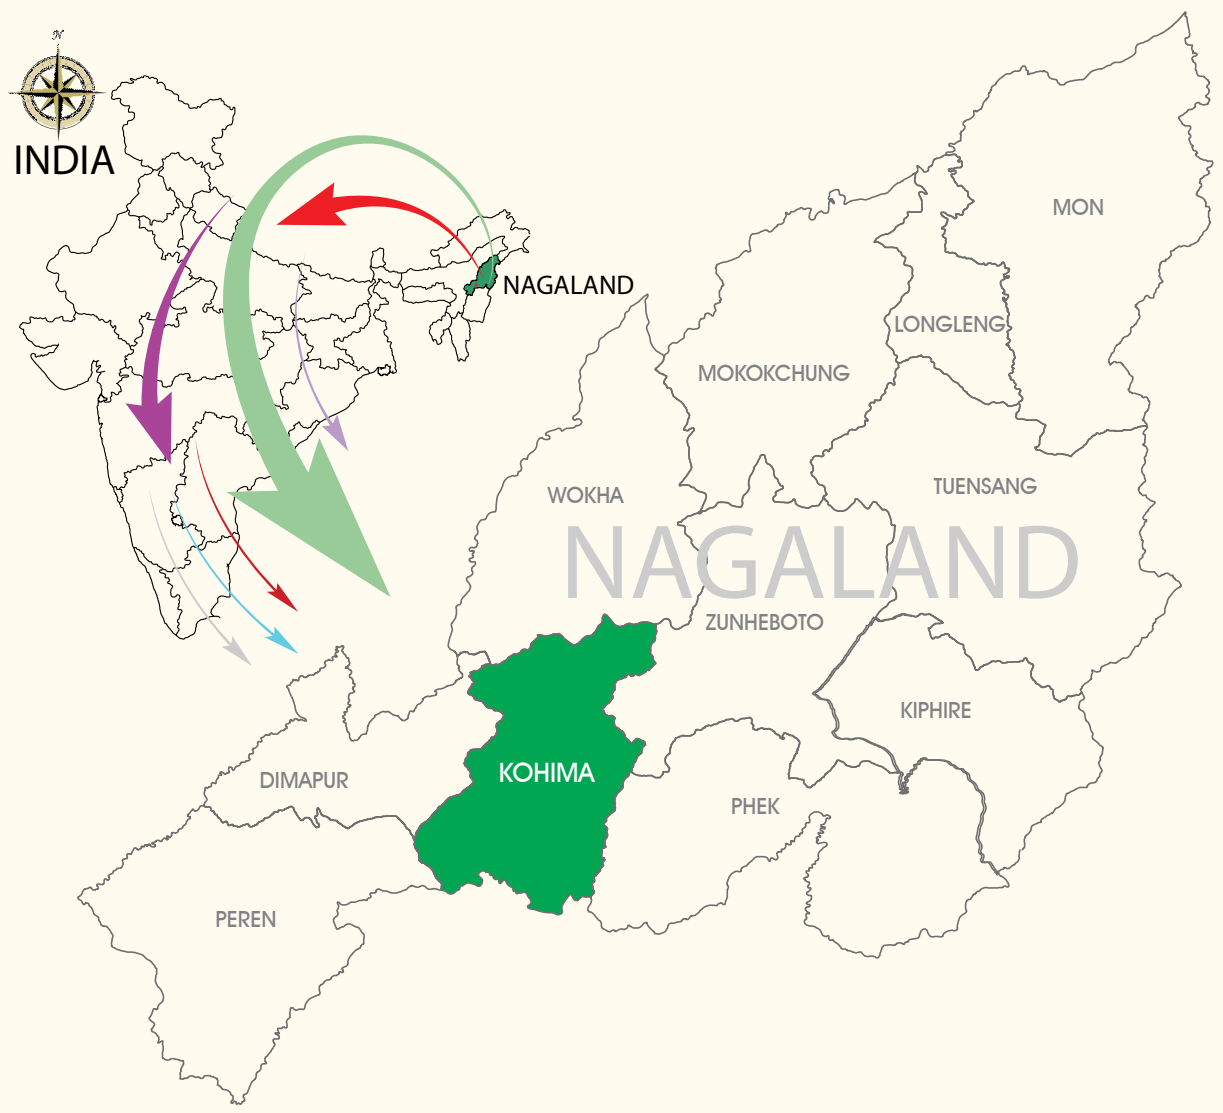 N
INDIA
NAGALAND
MON
LONGLENG
MOKOKCHUNG
TUENSANG
WOKHA
NAGALAND
ZUNHEBOTO
KIPHIRE
KOHIMA
DIMAPUR
PHEK
PEREN